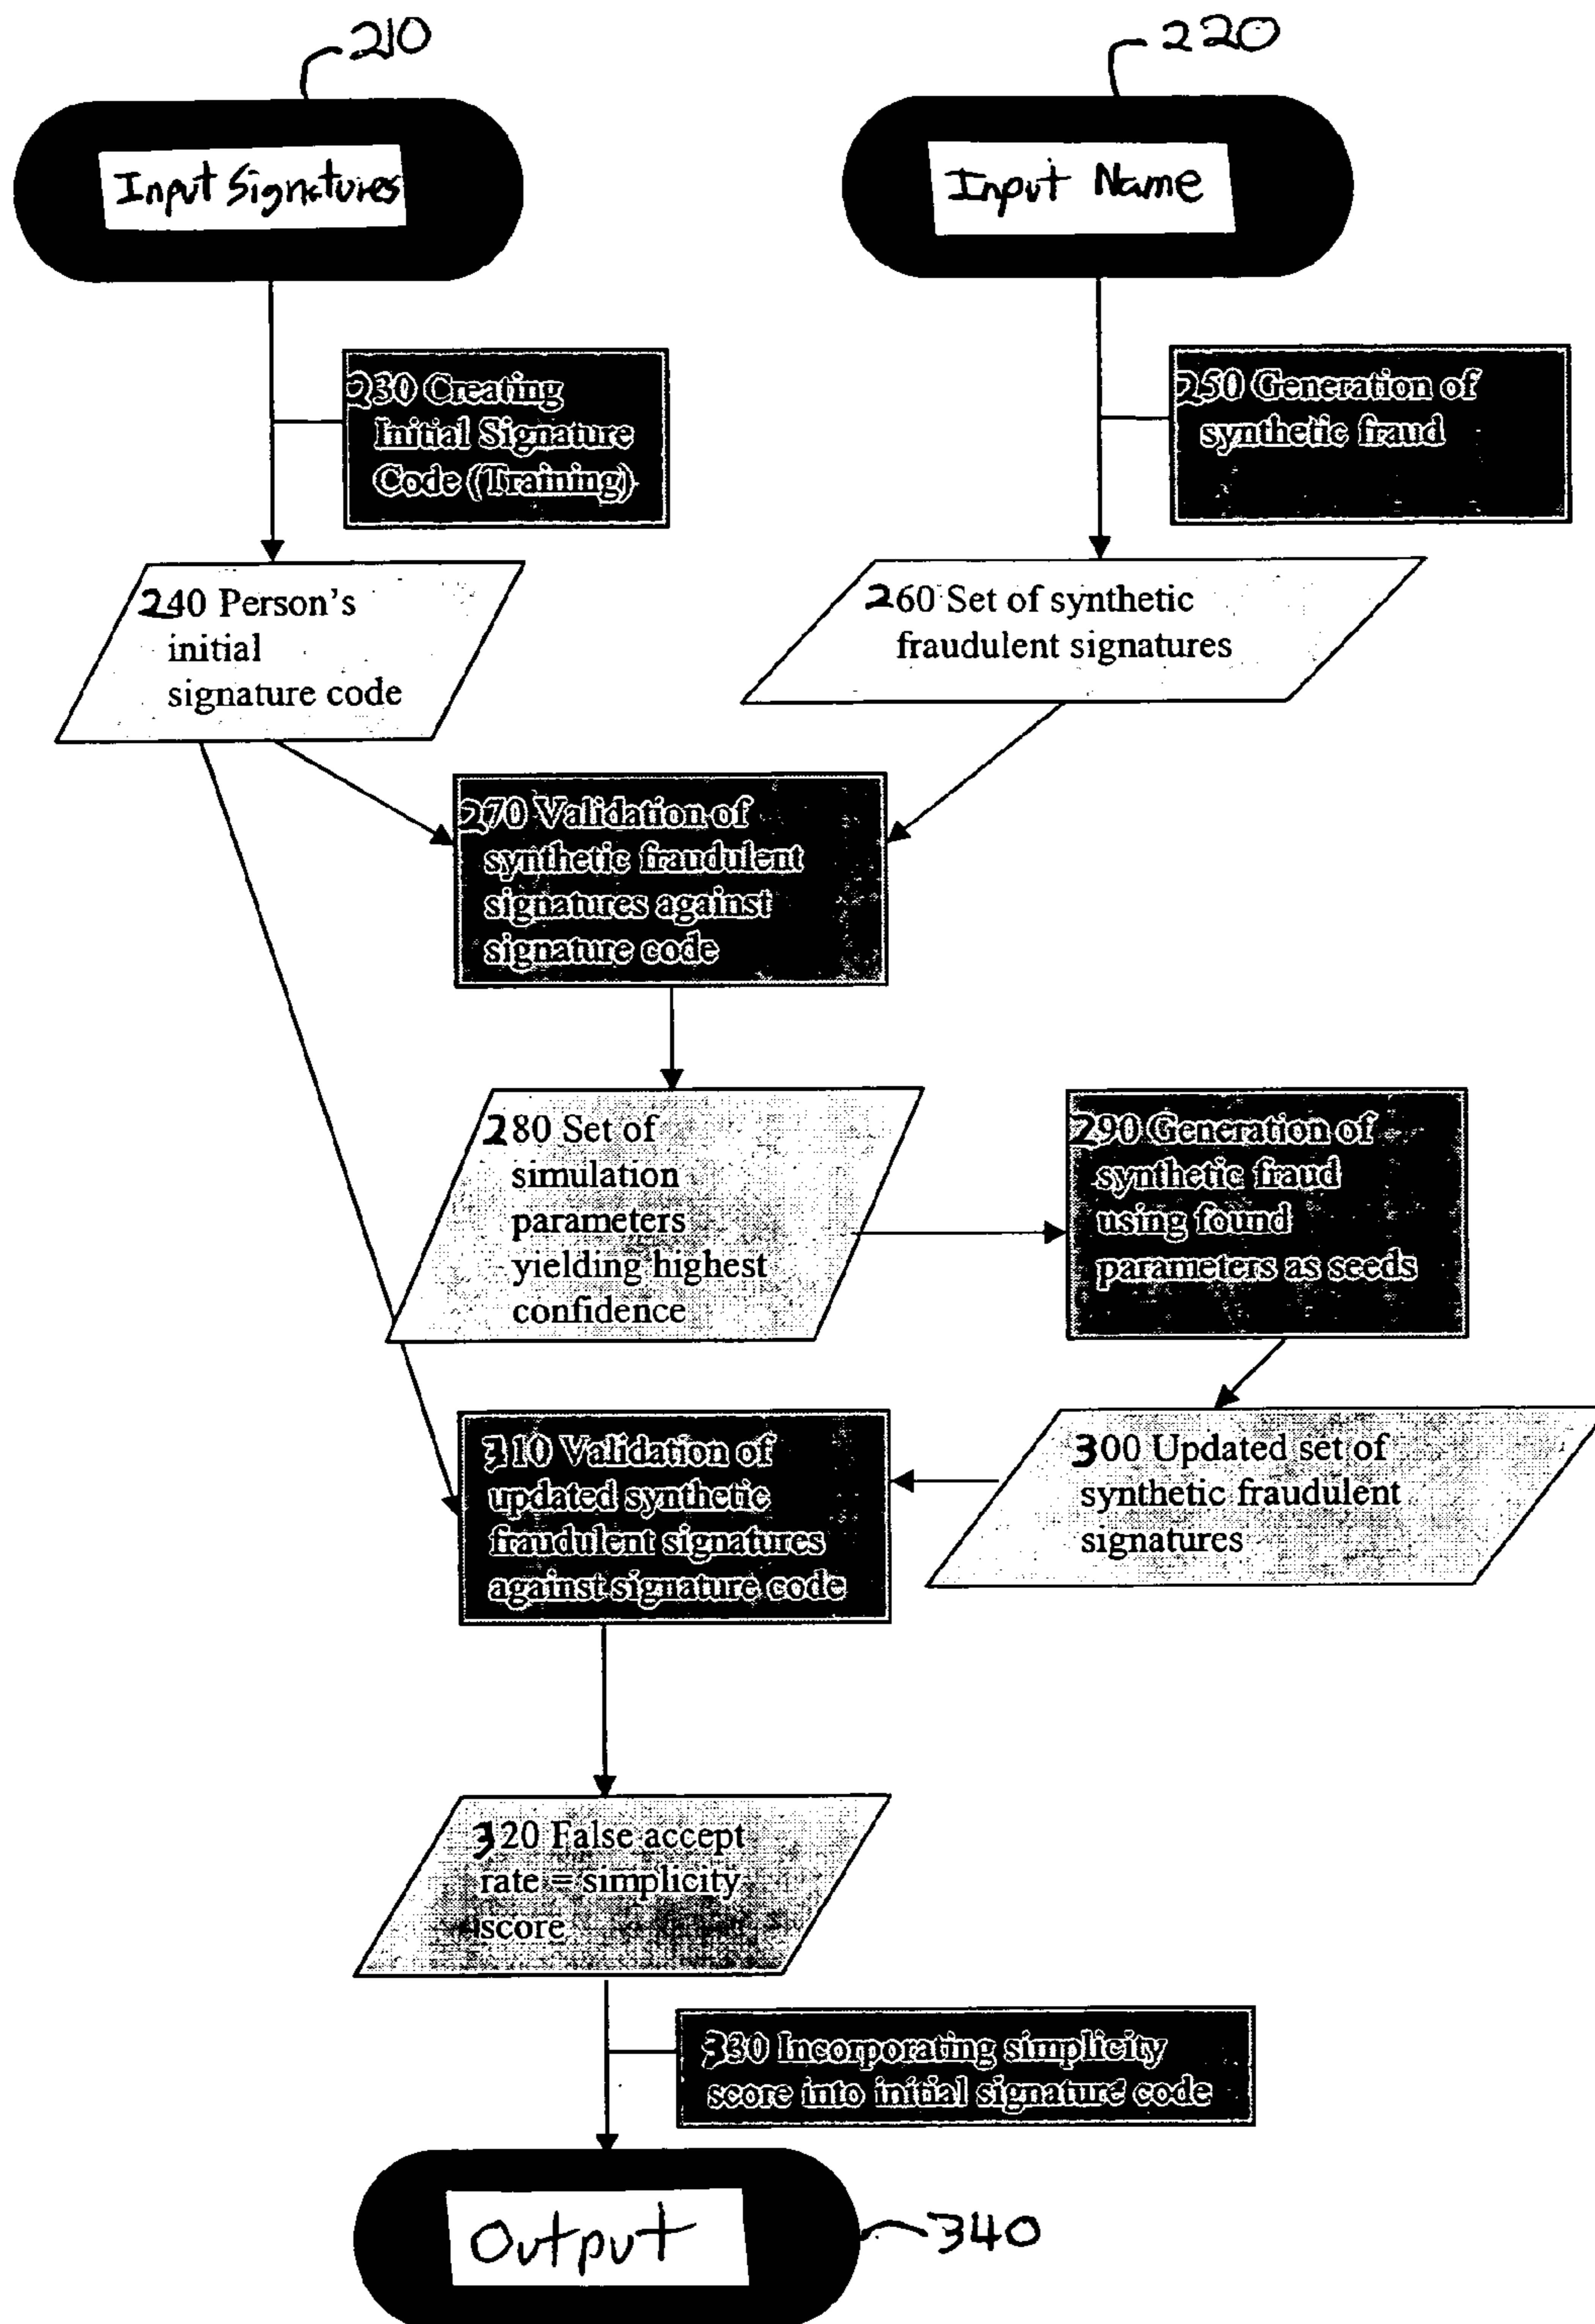 210
220
Input Signatures
Input Name
230 Creating
Initial Signature
Code (Training)
250 Generation of
synthetic fraud
240 Person's
initial
signature code
260 Set of synthetic
fraudulent signatures
270 Validation of
synthetic fraudulent
signatures against
signature code
280 Set of
simulation
parameters
yielding highest
confidence
290 Generation of
synthetic fraud
using found
parameters as seeds
310 Validation of
updated synthetic
fraudulent signatures
against signature code
300 Updated set of
synthetic fraudulent
signatures
320 False accept
rate = simplicity
score
330 Incorporating simplicity
score into initial signature code
Output
340